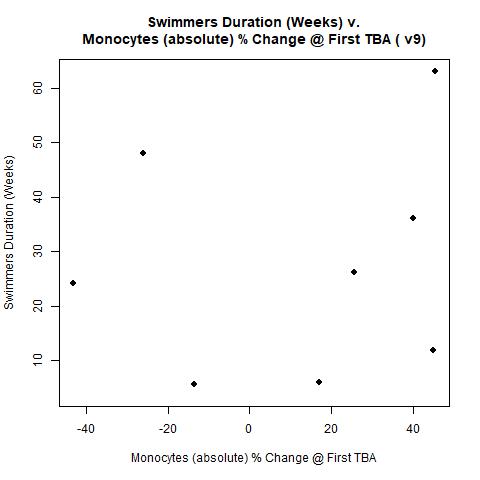 Swimmers Duration (Weeks) v.
Monocytes (absolute) % Change @ First TBA ( v9)
Swimmers Duration (Weeks)
60
50
40
30
20
10
-40 -20 0 20 40
Monocytes (absolute) % Change @ First TBA